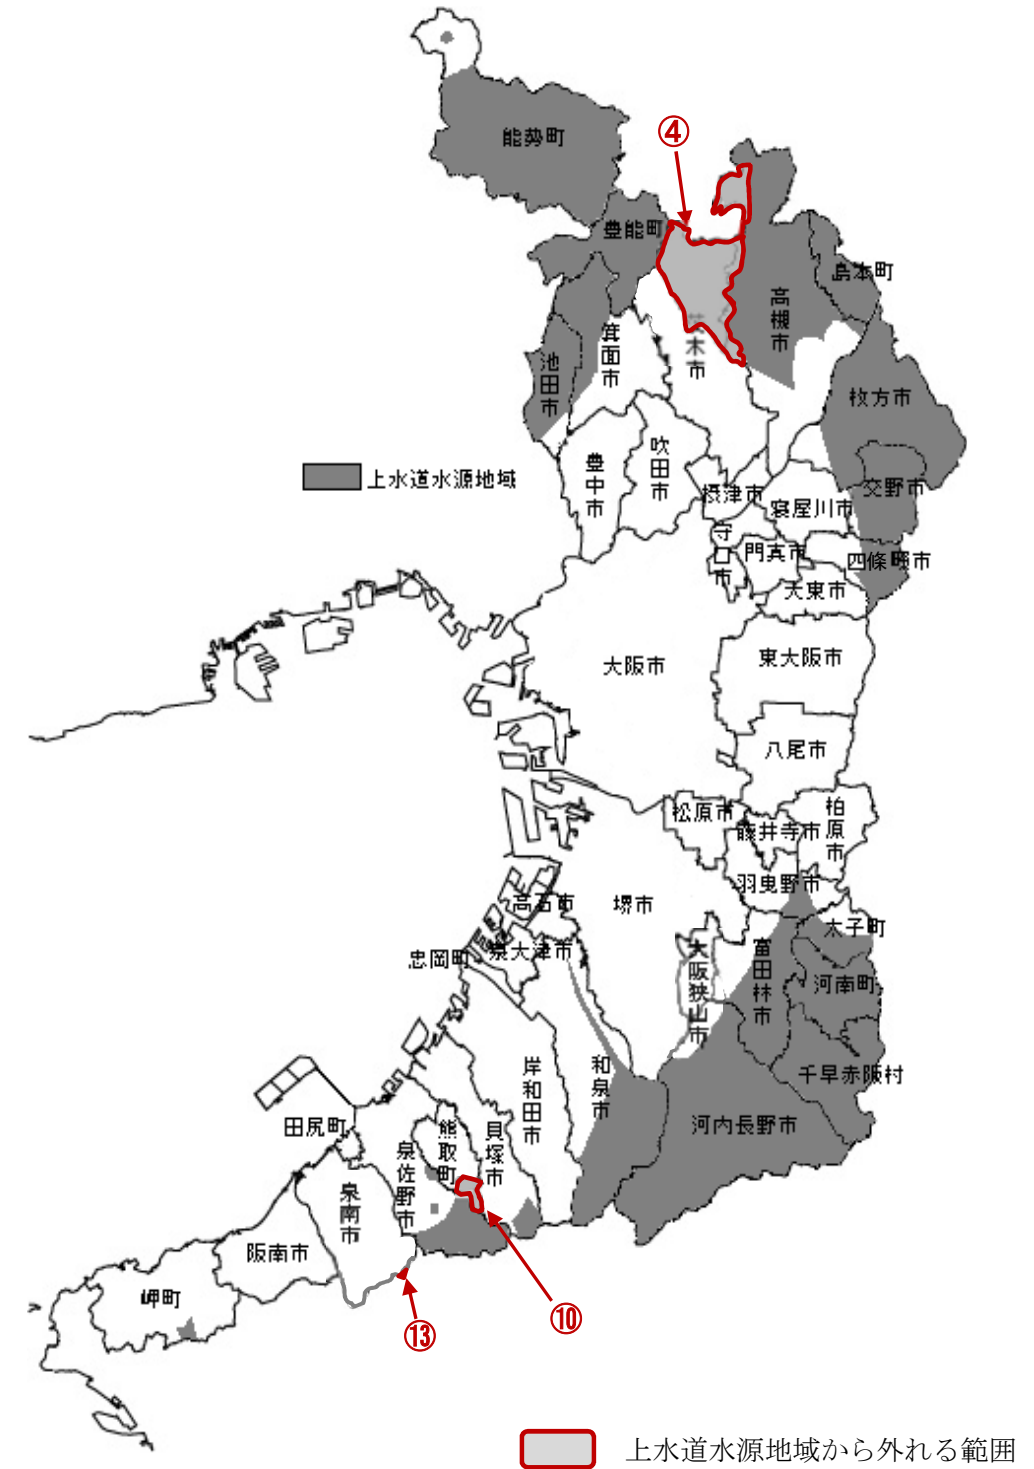 能勢町
④
豊能町
島本町
高槻市
茨木市
箕面市
池田市
枚方市
吹田市
豊中市
上水道水源地域
摂津市
交野市
寝屋川市
守口市
門真市
四條畷市
大東市
大阪市
東大阪市
八尾市
松原市
柏原市
藤井寺市
羽曳野市
高石市
堺市
太子町
泉大津市
忠岡町
大阪狭山市
富田林市
河南町
和泉市
岸和田市
千早赤阪村
河内長野市
田尻町
熊取町
貝塚市
泉佐野市
泉南市
阪南市
岬町
⑩
⑬
上水道水源地域から外れる範囲